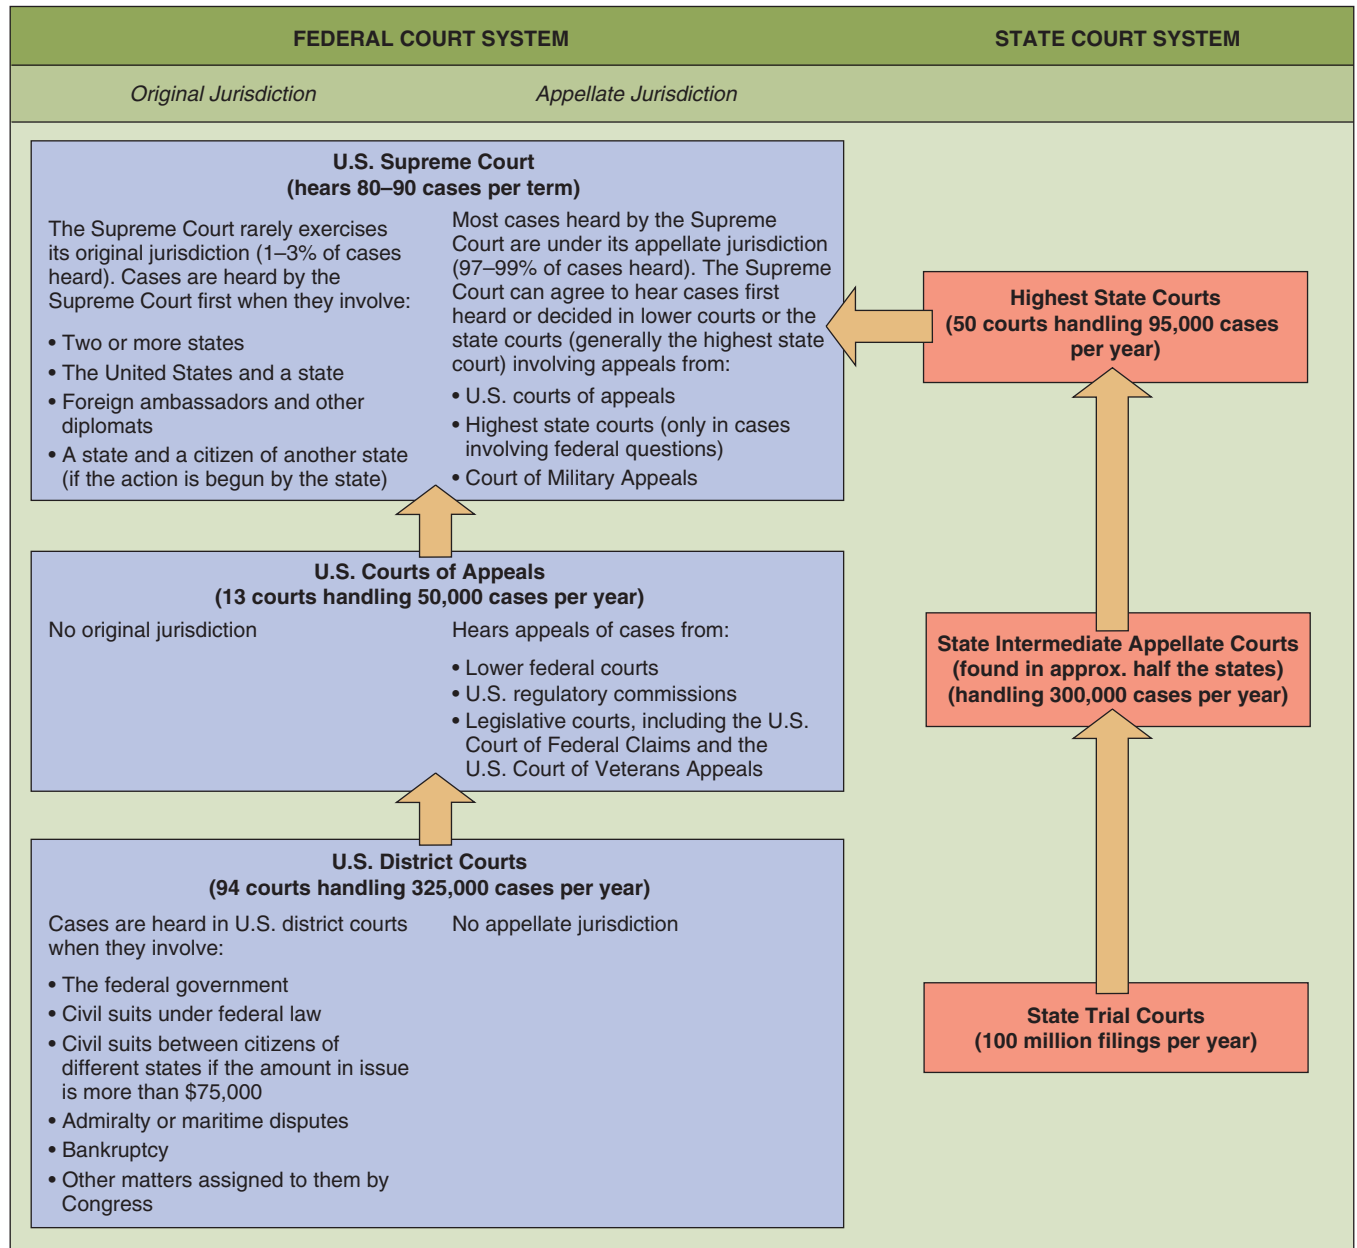 FEDERAL COURT SYSTEM
STATE COURT SYSTEM
Original Jurisdiction
Appellate Jurisdiction
U.S. Supreme Court
(hears 80–90 cases per term)
The Supreme Court rarely exercises
its original jurisdiction (1–3% of cases
heard). Cases are heard by the
Supreme Court first when they involve:
• Two or more states
• The United States and a state
• Foreign ambassadors and other
diplomats
• A state and a citizen of another state
(if the action is begun by the state)
Most cases heard by the Supreme
Court are under its appellate jurisdiction
(97–99% of cases heard). The Supreme
Court can agree to hear cases first
heard or decided in lower courts or the
state courts (generally the highest state
court) involving appeals from:
• U.S. courts of appeals
• Highest state courts (only in cases
involving federal questions)
• Court of Military Appeals
Highest State Courts
(50 courts handling 95,000 cases
per year)
U.S. Courts of Appeals
(13 courts handling 50,000 cases per year)
No original jurisdiction
Hears appeals of cases from:
• Lower federal courts
• U.S. regulatory commissions
• Legislative courts, including the U.S.
Court of Federal Claims and the
U.S. Court of Veterans Appeals
State Intermediate Appellate Courts
(found in approx. half the states)
(handling 300,000 cases per year)
U.S. District Courts
(94 courts handling 325,000 cases per year)
Cases are heard in U.S. district courts
when they involve:
• The federal government
• Civil suits under federal law
• Civil suits between citizens of
different states if the amount in issue
is more than $75,000
• Admiralty or maritime disputes
• Bankruptcy
• Other matters assigned to them by
Congress
No appellate jurisdiction
State Trial Courts
(100 million filings per year)